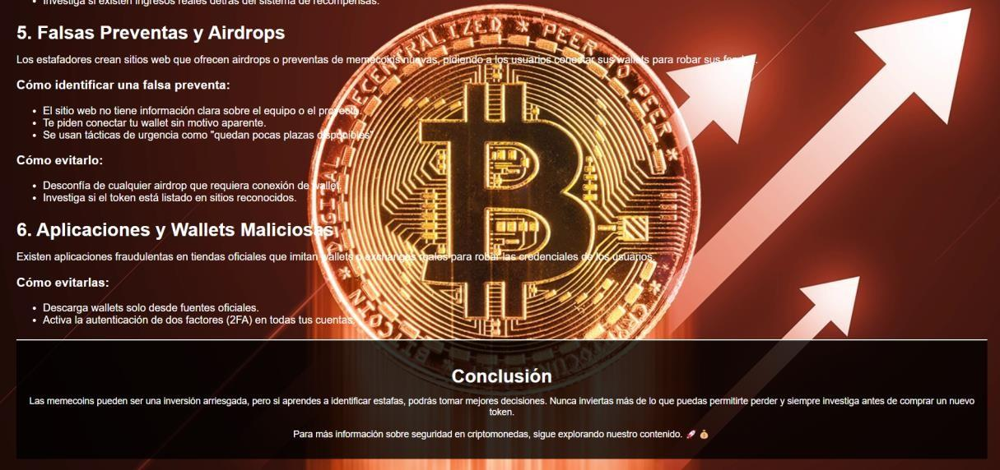 Investiga si existen ingresos reales detrás del sistema de recompensas.
5. Falsas Preventas y Airdrops
Los estafadores crean sitios web que ofrecen airdrops o preventas de memecoins nuevas, pidiendo a los usuarios conectar sus wallets para robar sus fondos.
Cómo identificar una falsa preventa:
• El sitio web no tiene información clara sobre el equipo o el proyecto.
• Te piden conectar tu wallet sin motivo aparente.
• Se usan tácticas de urgencia como "quedan pocas plazas disponibles"
Cómo evitarlo:
• Desconfía de cualquier airdrop que requiera conexión de wallet.
• Investiga si el token está listado en sitios reconocidos.
6. Aplicaciones y Wallets Maliciosas
Existen aplicaciones fraudulentas en tiendas oficiales que imitan wallets o exchanges reales para robar las credenciales de los usuarios.
Cómo evitarlas:
• Descarga wallets solo desde fuentes oficiales.
• Activa la autenticación de dos factores (2FA) en todas tus cuentas.
DECENTRALIZED * PEER TO PEER *
DIGITAL
Conclusión
Las memecoins pueden ser una inversión arriesgada, pero si aprendes a identificar estafas, podrás tomar mejores decisiones. Nunca inviertas más de lo que puedas permitirte perder y siempre investiga antes de comprar un nuevo
token.
Para más información sobre seguridad en criptomonedas, sigue explorando nuestro contenido. 🚀 💰